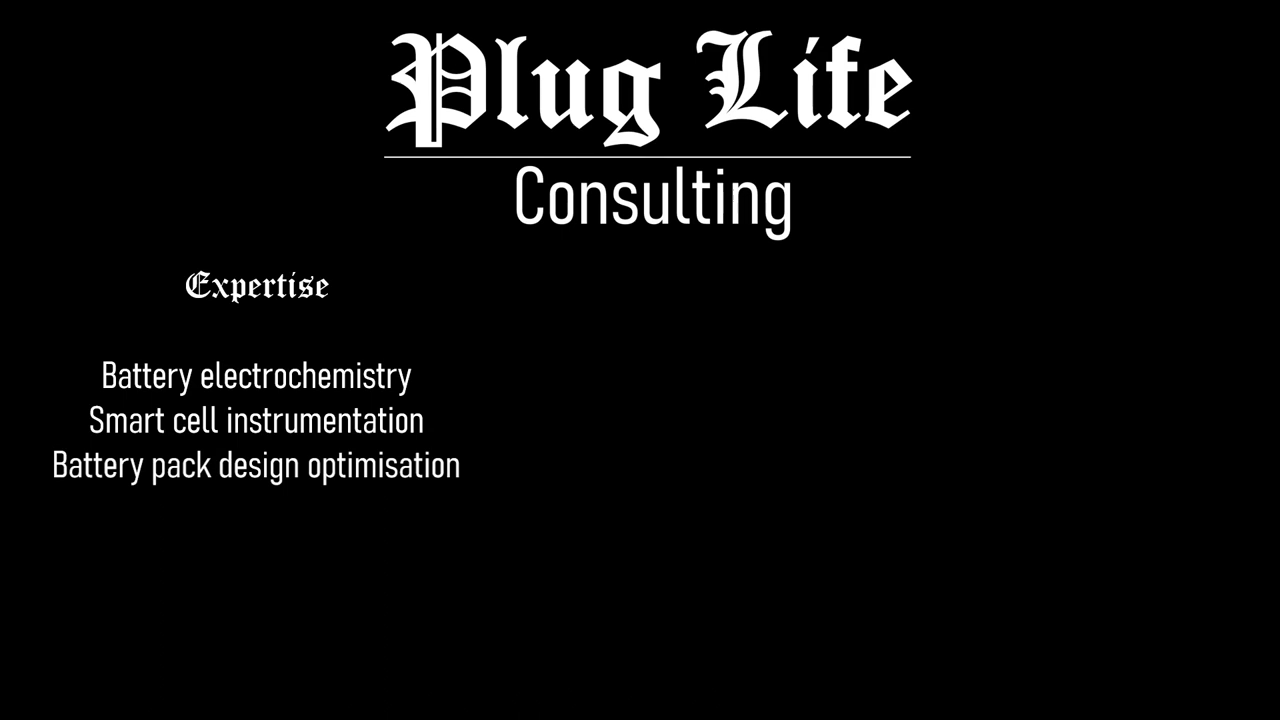 Plug Life
Consulting
Expertise
Battery electrochemistry
Smart cell instrumentation
Battery pack design optimisation